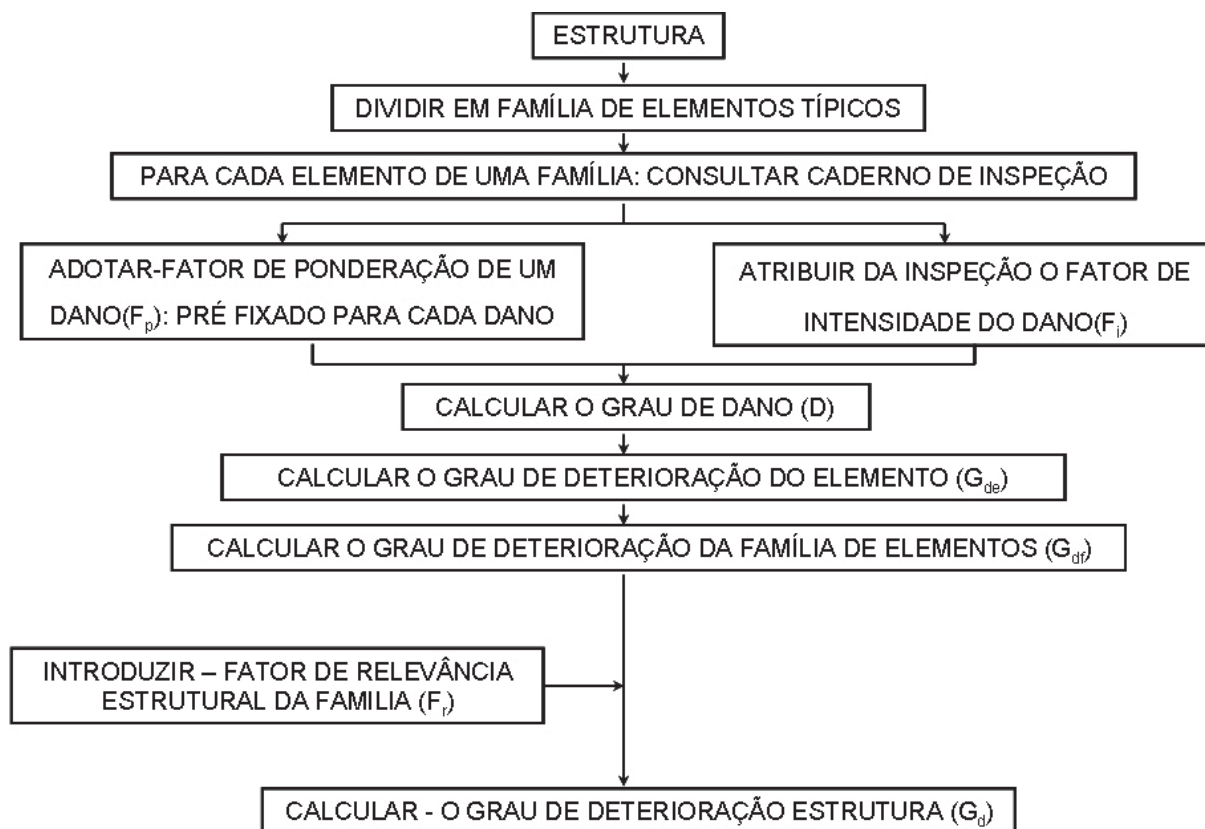 ESTRUTURA
DIVIDIR EM FAMÍLIA DE ELEMENTOS TÍPICOS
PARA CADA ELEMENTO DE UMA FAMÍLIA: CONSULTAR CADERNO DE INSPEÇÃO
ADOTAR-FATOR DE PONDERAÇÃO DE UM
DANO(Fp): PRÉ FIXADO PARA CADA DANO
ATRIBUIR DA INSPEÇÃO O FATOR DE
INTENSIDADE DO DANO(Fi)
CALCULAR O GRAU DE DANO (D)
CALCULAR O GRAU DE DETERIORAÇÃO DO ELEMENTO (Gde)
CALCULAR O GRAU DE DETERIORAÇÃO DA FAMÍLIA DE ELEMENTOS (Gdf)
INTRODUZIR – FATOR DE RELEVÂNCIA
ESTRUTURAL DA FAMILIA (Fr)
CALCULAR - O GRAU DE DETERIORAÇÃO ESTRUTURA (Gd)